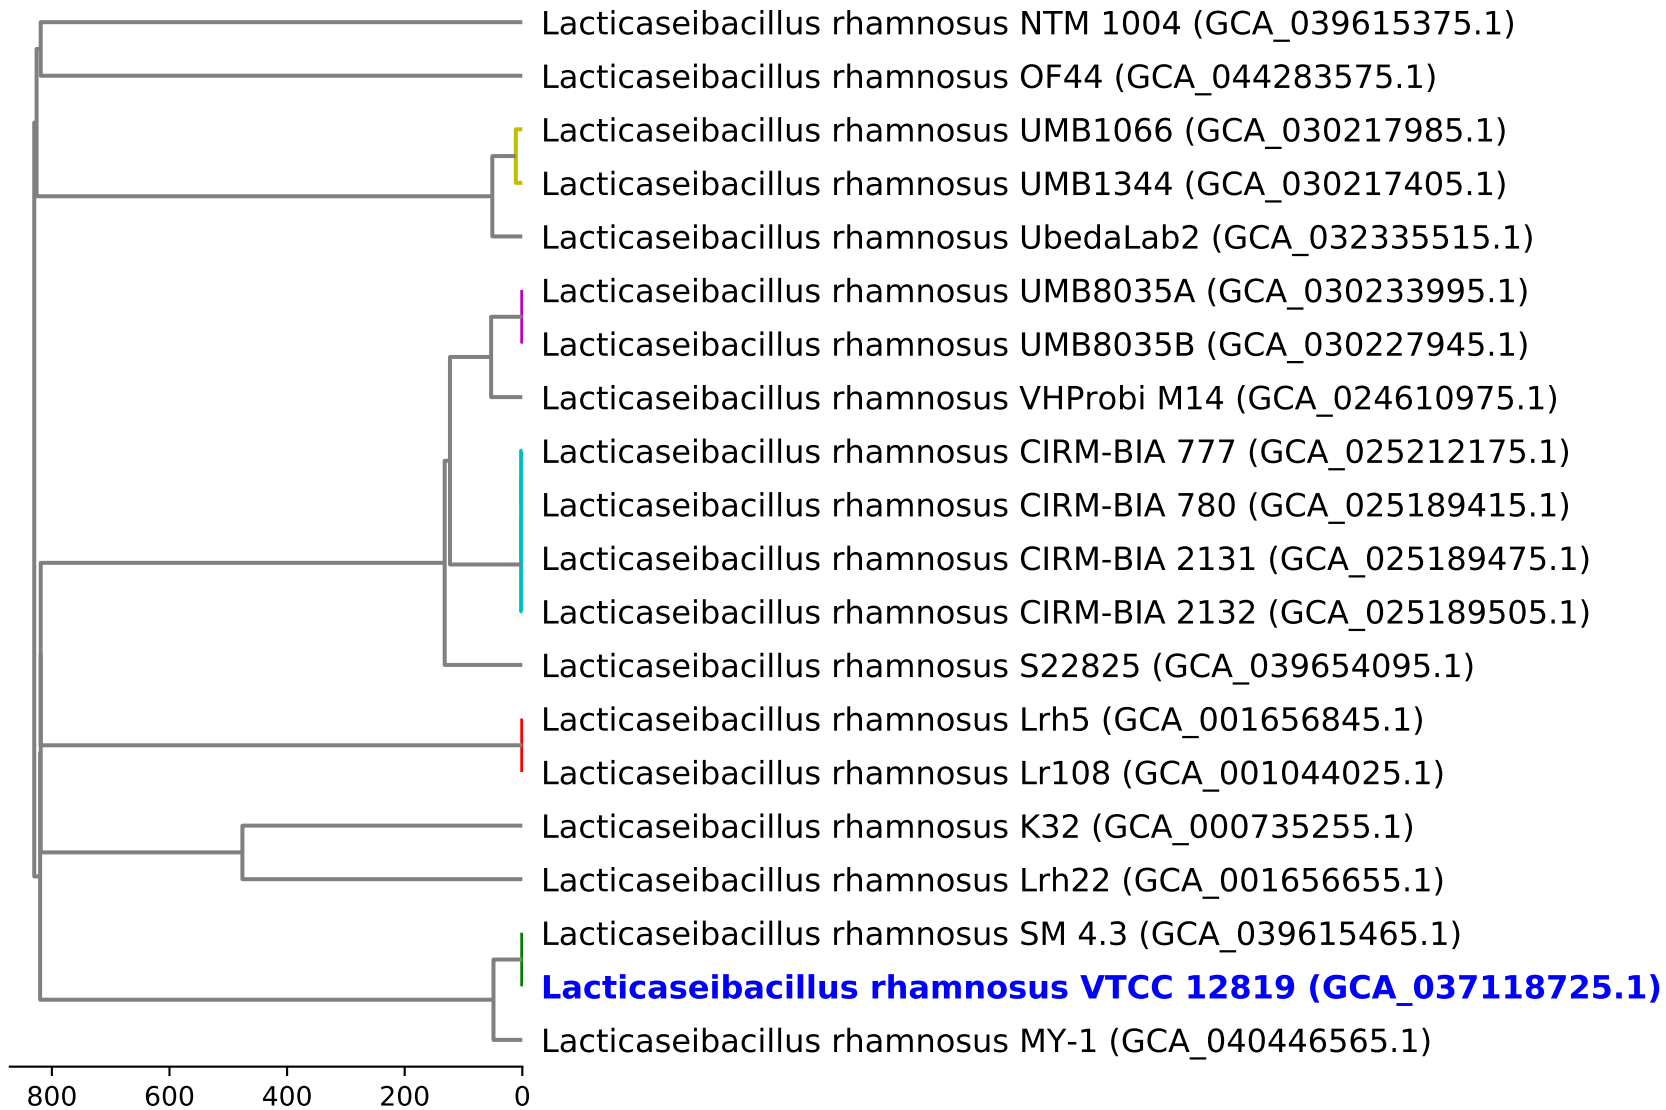 Lacticaseibacillus rhamnosus NTM 1004 (GCA_039615375.1)
Lacticaseibacillus rhamnosus OF44 (GCA_044283575.1)
Lacticaseibacillus rhamnosus UMB1066 (GCA_030217985.1)
Lacticaseibacillus rhamnosus UMB1344 (GCA_030217405.1)
Lacticaseibacillus rhamnosus UbedaLab2 (GCA_032335515.1)
Lacticaseibacillus rhamnosus UMB8035A (GCA_030233995.1)
Lacticaseibacillus rhamnosus UMB8035B (GCA_030227945.1)
Lacticaseibacillus rhamnosus VHProbi M14 (GCA_024610975.1)
Lacticaseibacillus rhamnosus CIRM-BIA 777 (GCA_025212175.1)
Lacticaseibacillus rhamnosus CIRM-BIA 780 (GCA_025189415.1)
Lacticaseibacillus rhamnosus CIRM-BIA 2131 (GCA_025189475.1)
Lacticaseibacillus rhamnosus CIRM-BIA 2132 (GCA_025189505.1)
Lacticaseibacillus rhamnosus S22825 (GCA_039654095.1)
Lacticaseibacillus rhamnosus Lrh5 (GCA_001656845.1)
Lacticaseibacillus rhamnosus Lr108 (GCA_001044025.1)
Lacticaseibacillus rhamnosus K32 (GCA_000735255.1)
Lacticaseibacillus rhamnosus Lrh22 (GCA_001656655.1)
Lacticaseibacillus rhamnosus SM 4.3 (GCA_039615465.1)
Lacticaseibacillus rhamnosus VTCC 12819 (GCA_037118725.1)
Lacticaseibacillus rhamnosus MY-1 (GCA_040446565.1)
800 600 400 200 0